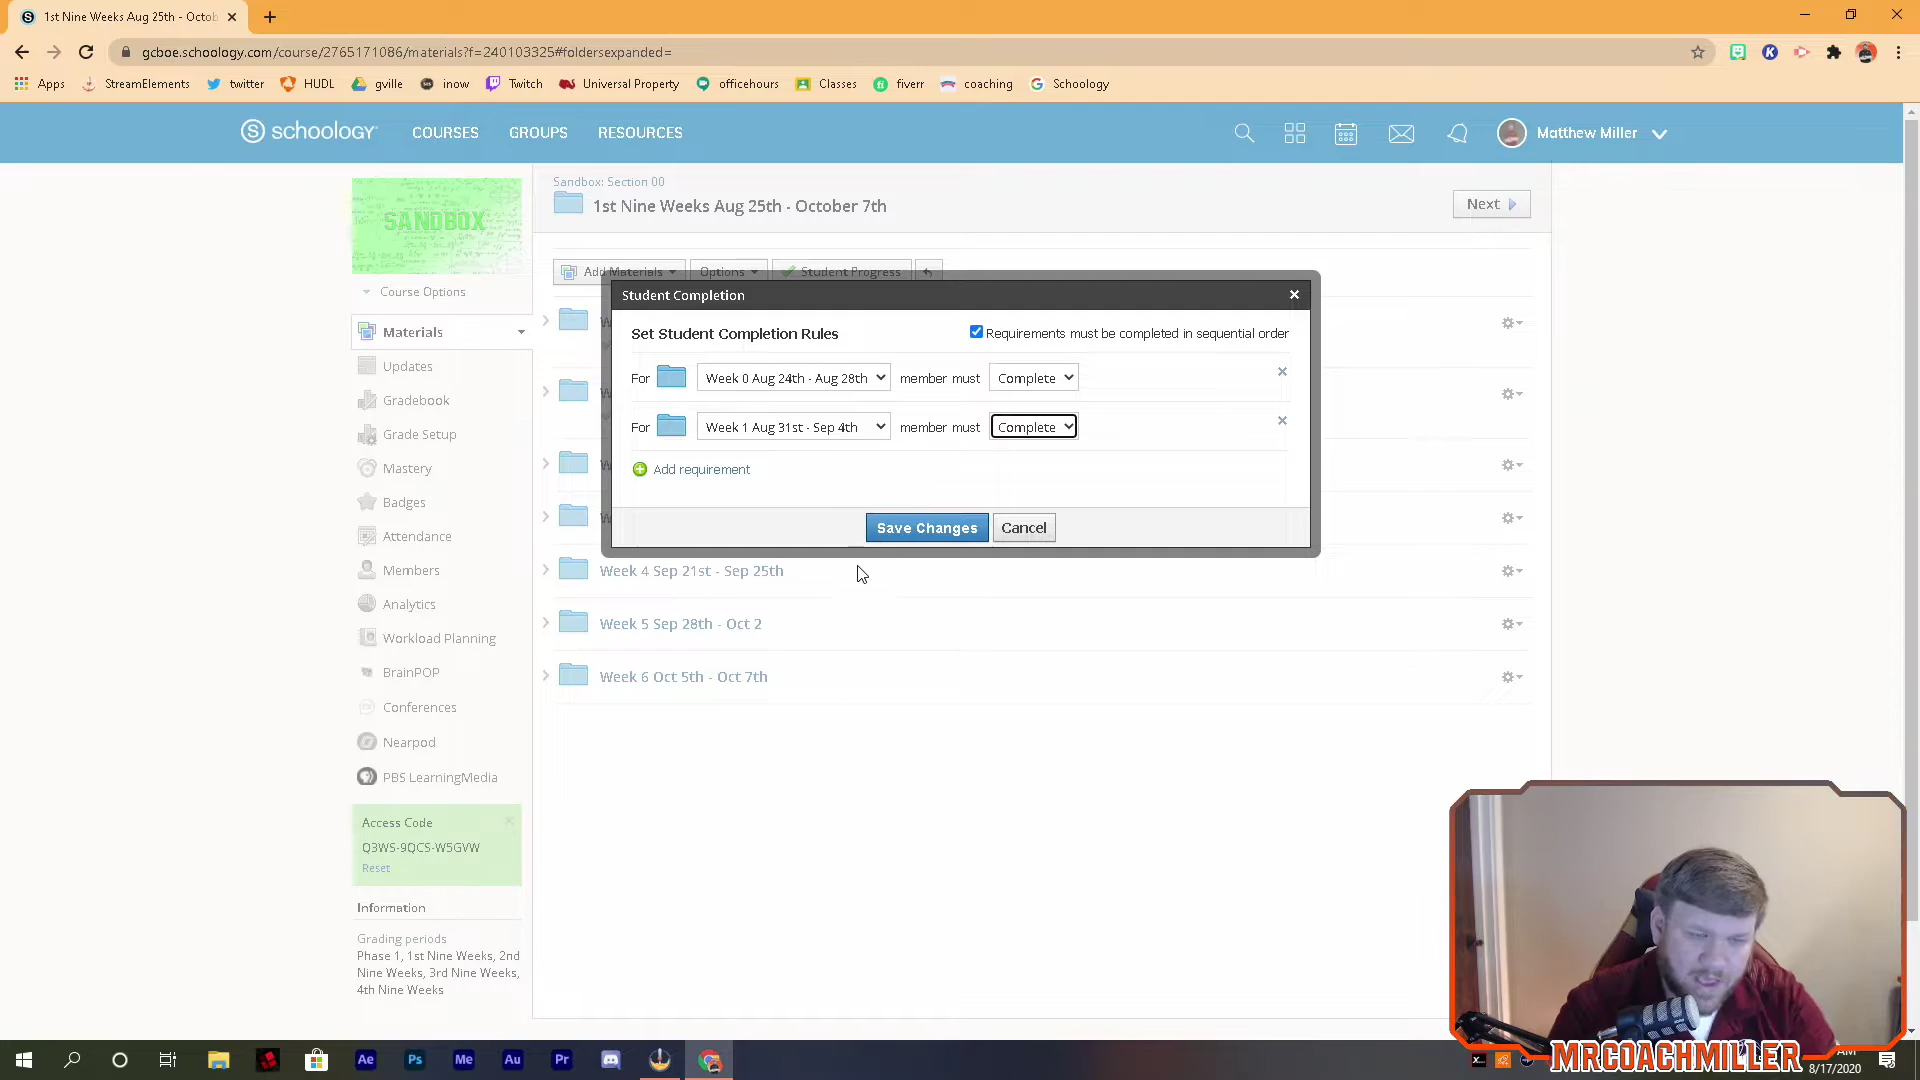 1st Nine Weeks Aug 25th - Octob
gcboe.schoology.com/course/2765171086/materials?f=240103325#foldersexpanded=
Apps StreamElements twitter HUDL gville inow Twitch Universal Property officehours Classes fiverr coaching Schoology
schoology COURSES GROUPS RESOURCES Matthew Miller
SANDBOX
Sandbox: Section 00
1st Nine Weeks Aug 25th - October 7th
Next
Add Materials Options Student Progress
Course Options
Materials
Updates
Gradebook
Grade Setup
Mastery
Badges
Attendance
Members
Analytics
Workload Planning
BrainPOP
Conferences
Nearpod
PBS LearningMedia
Access Code
Q3WS-9QCS-W5GVW
Reset
Information
Grading periods
Phase 1, 1st Nine Weeks, 2nd
Nine Weeks, 3rd Nine Weeks,
4th Nine Weeks
Student Completion
Set Student Completion Rules
Requirements must be completed in sequential order
For Week 0 Aug 24th - Aug 28th member must Complete
For Week 1 Aug 31st - Sep 4th member must Complete
Add requirement
Save Changes Cancel
Week 4 Sep 21st - Sep 25th
Week 5 Sep 28th - Oct 2
Week 6 Oct 5th - Oct 7th
Ae Ps Me Au Pr
MRCOACHMILLER
AM
8/17/2020